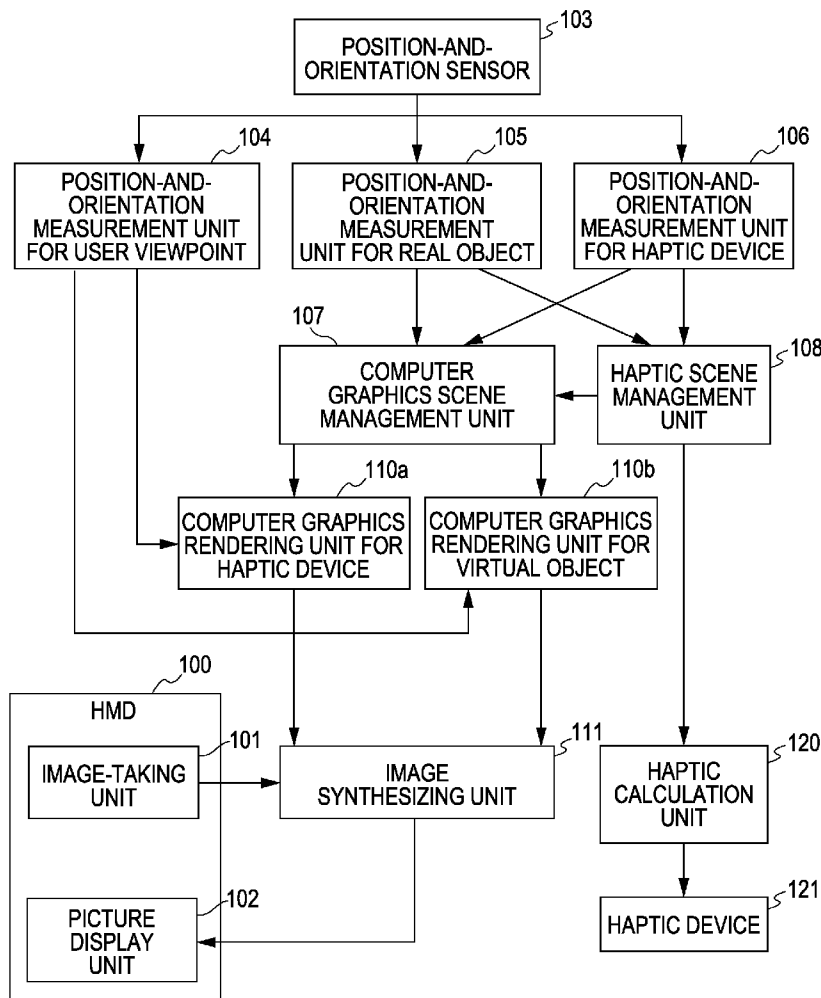 103
POSITION-AND-
ORIENTATION SENSOR
104
POSITION-AND-
ORIENTATION
MEASUREMENT UNIT
FOR USER VIEWPOINT
105
POSITION-AND-
ORIENTATION
MEASUREMENT
UNIT FOR REAL OBJECT
106
POSITION-AND-
ORIENTATION
MEASUREMENT UNIT
FOR HAPTIC DEVICE
107
COMPUTER
GRAPHICS SCENE
MANAGEMENT UNIT
108
HAPTIC SCENE
MANAGEMENT
UNIT
110a
COMPUTER GRAPHICS
RENDERING UNIT FOR
HAPTIC DEVICE
110b
COMPUTER GRAPHICS
RENDERING UNIT FOR
VIRTUAL OBJECT
100
HMD
101
IMAGE-TAKING
UNIT
111
IMAGE
SYNTHESIZING UNIT
120
HAPTIC
CALCULATION
UNIT
102
PICTURE
DISPLAY
UNIT
121
HAPTIC DEVICE